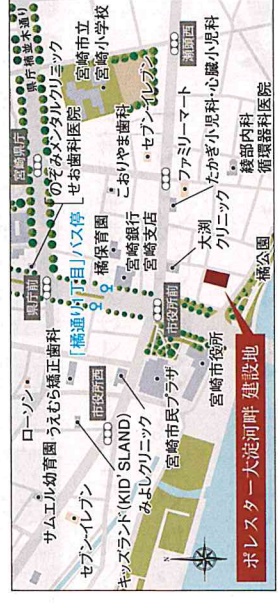 ローソン
うえむら矯正歯科
サムエル幼稚園
セブン-イレブン
キッズランド(KID'SLAND)
みよしクリニック
市役所西
宮崎市民プラザ
宮崎市役所
県庁前
「橘通り1丁目」バス停
宮崎県庁
県庁楠並木通り
のぞみメンタルクリニック
せお歯科医院
宮崎市立
宮崎小学校
橘保育園
こおりやま歯科
セブン-イレブン
宮崎銀行
宮崎支店
市役所前
瀬頭西
ファミリーマート
たかぎ小児科・心臓小児科
大渕
クリニック
綾部内科
循環器科医院
橘公園
ポレスター大淀河畔 建設地
N